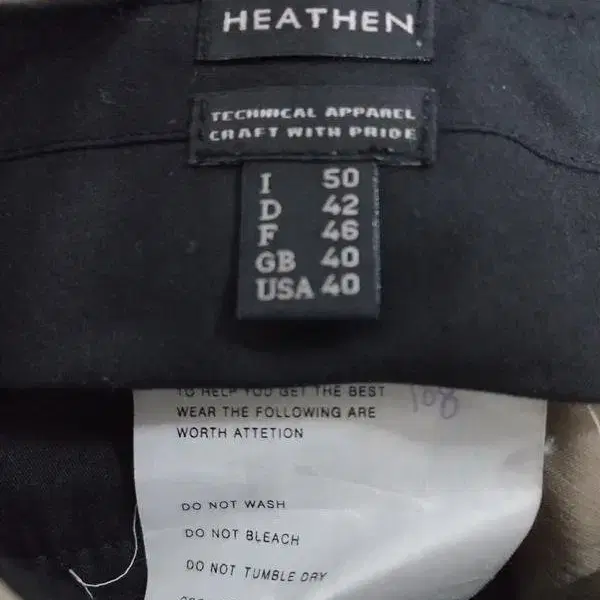 HEATHEN
TECHNICAL APPAREL
CRAFT WITH PRIDE
I 50
D 42
F 46
GB 40
USA 40
TO HELP YOU GET THE BEST
WEAR THE FOLLOWING ARE
WORTH ATTETION
108
DO NOT WASH
DO NOT BLEACH
DO NOT TUMBLE DRY